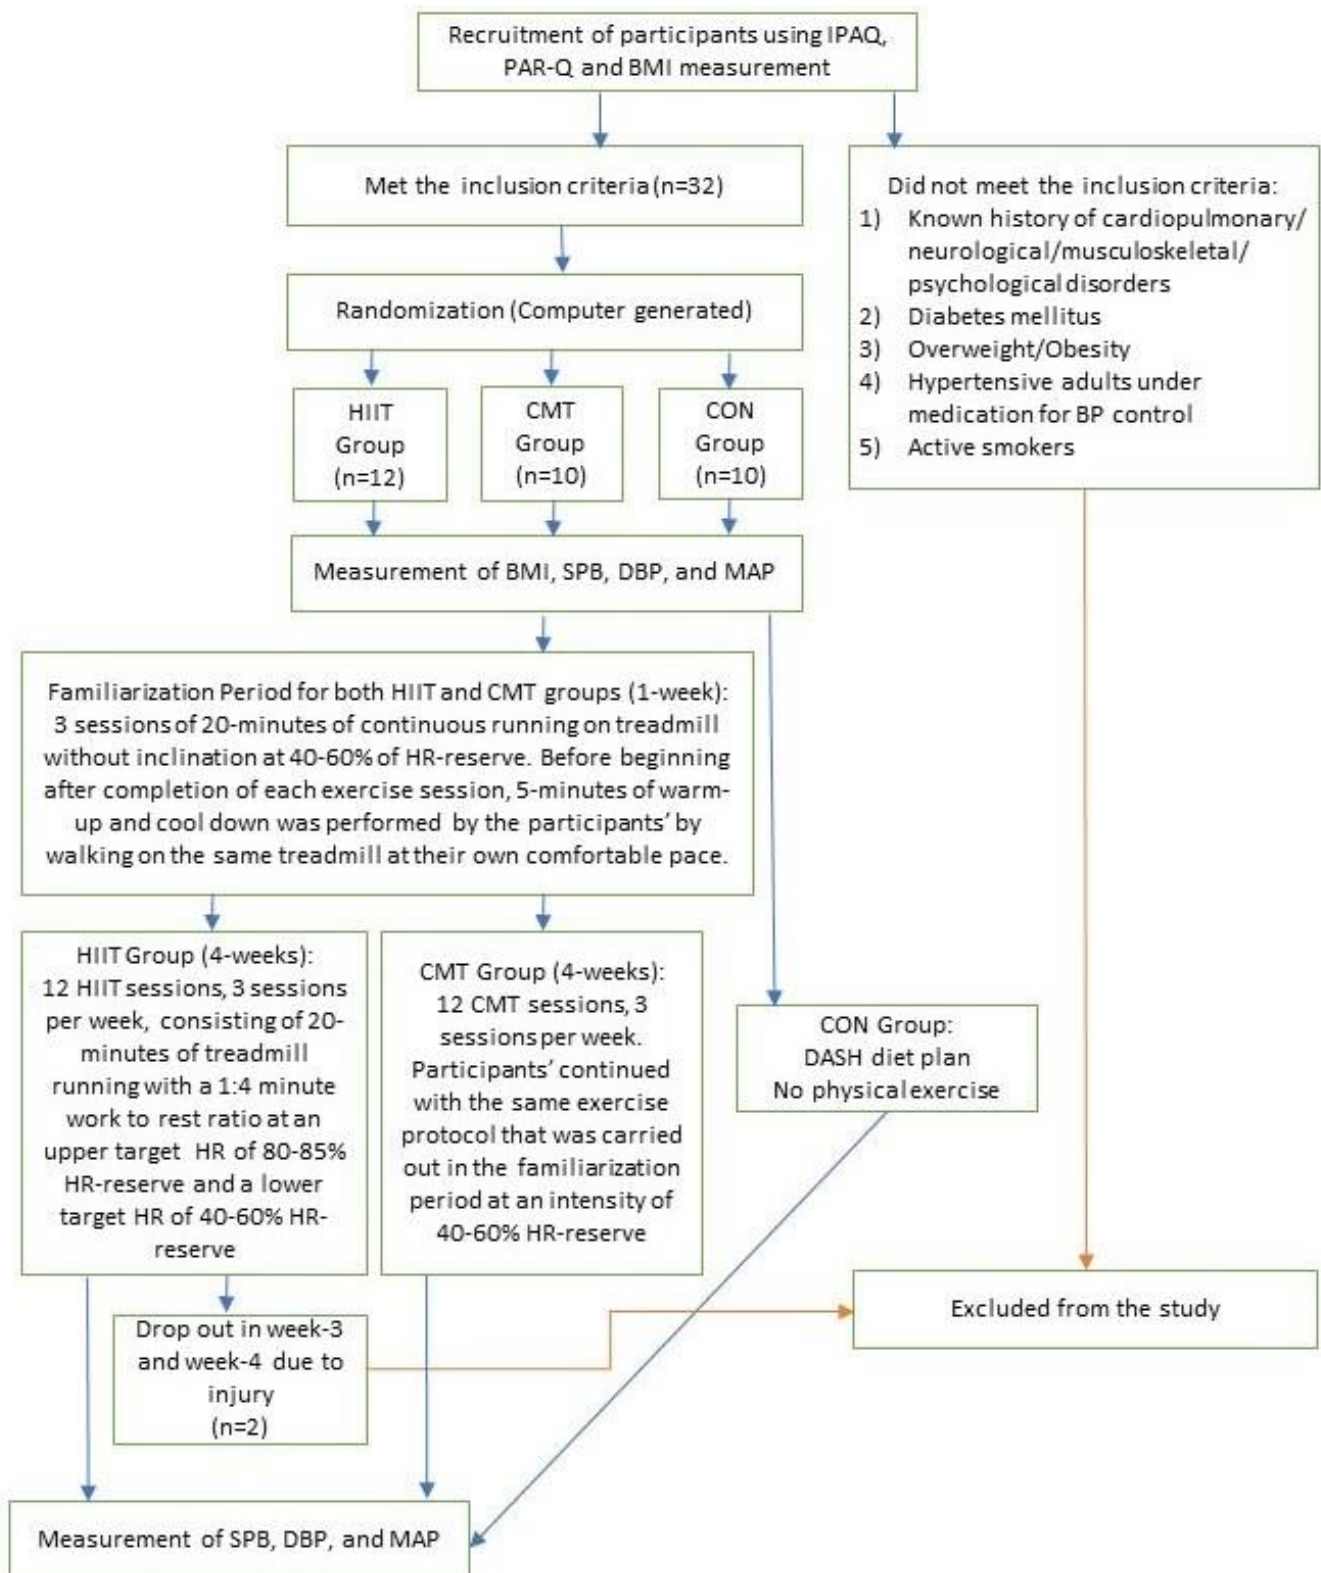 Recruitment of participants using IPAQ,
PAR-Q and BMI measurement
Met the inclusion criteria (n=32)
Did not meet the inclusion criteria:
1) Known history of cardiopulmonary/
neurological/musculoskeletal/
psychological disorders
2) Diabetes mellitus
3) Overweight/Obesity
4) Hypertensive adults under
medication for BP control
5) Active smokers
Randomization (Computer generated)
HIIT
Group
(n=12)
CMT
Group
(n=10)
CON
Group
(n=10)
Measurement of BMI, SPB, DBP, and MAP
Familiarization Period for both HIIT and CMT groups (1-week):
3 sessions of 20-minutes of continuous running on treadmill
without inclination at 40-60% of HR-reserve. Before beginning
after completion of each exercise session, 5-minutes of warm-
up and cool down was performed by the participants’ by
walking on the same treadmill at their own comfortable pace.
HIIT Group (4-weeks):
12 HIIT sessions, 3 sessions
per week, consisting of 20-
minutes of treadmill
running with a 1:4 minute
work to rest ratio at an
upper target HR of 80-85%
HR-reserve and a lower
target HR of 40-60% HR-
reserve
CMT Group (4-weeks):
12 CMT sessions, 3
sessions per week.
Participants’ continued
with the same exercise
protocol that was carried
out in the familiarization
period at an intensity of
40-60% HR-reserve
CON Group:
DASH diet plan
No physical exercise
Drop out in week-3
and week-4 due to
injury
(n=2)
Excluded from the study
Measurement of SPB, DBP, and MAP